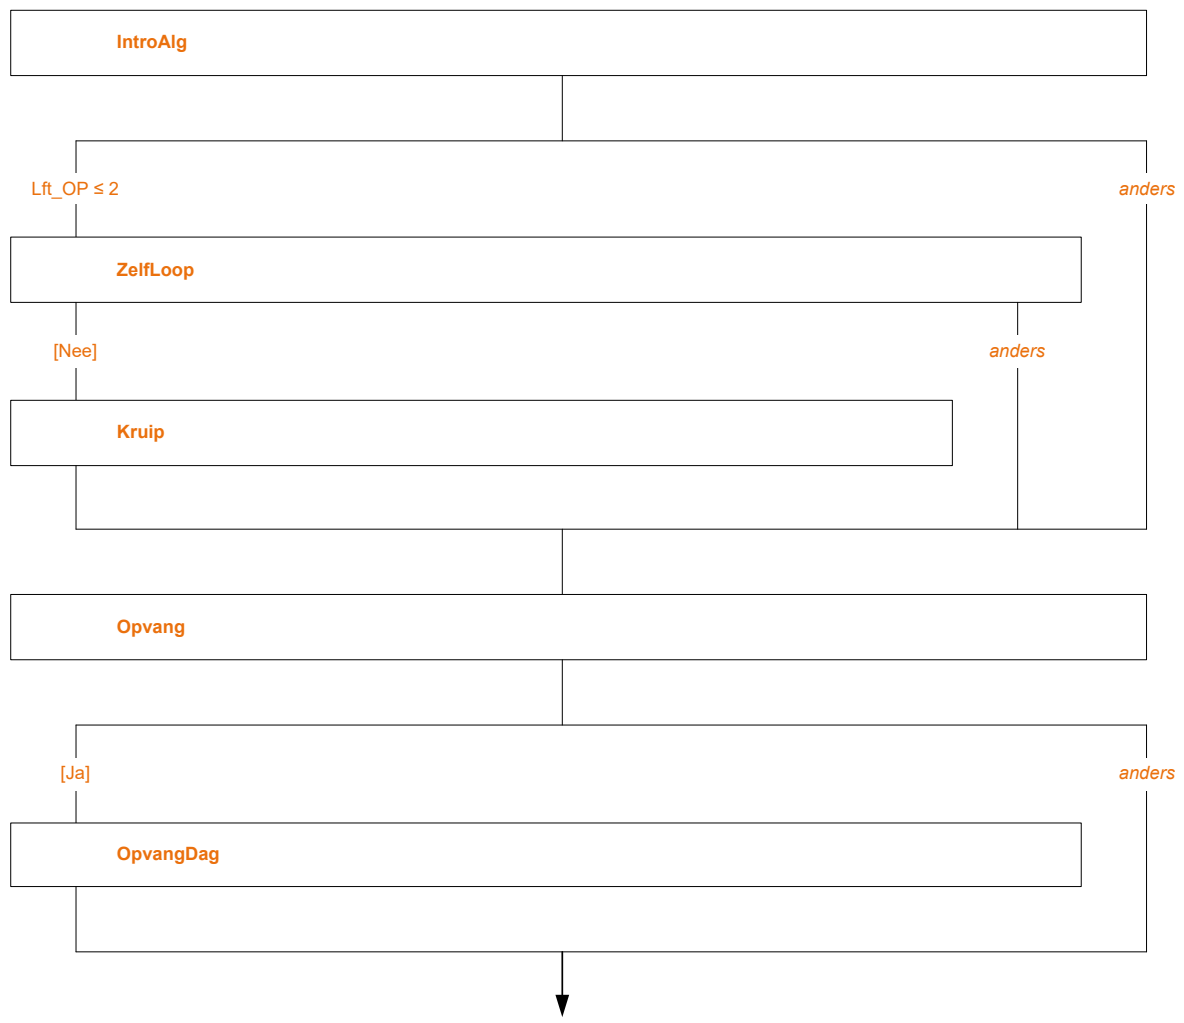 IntroAlg
Lft_OP ≤ 2
anders
ZelfLoop
[Nee]
anders
Kruip
Opvang
[Ja]
anders
OpvangDag